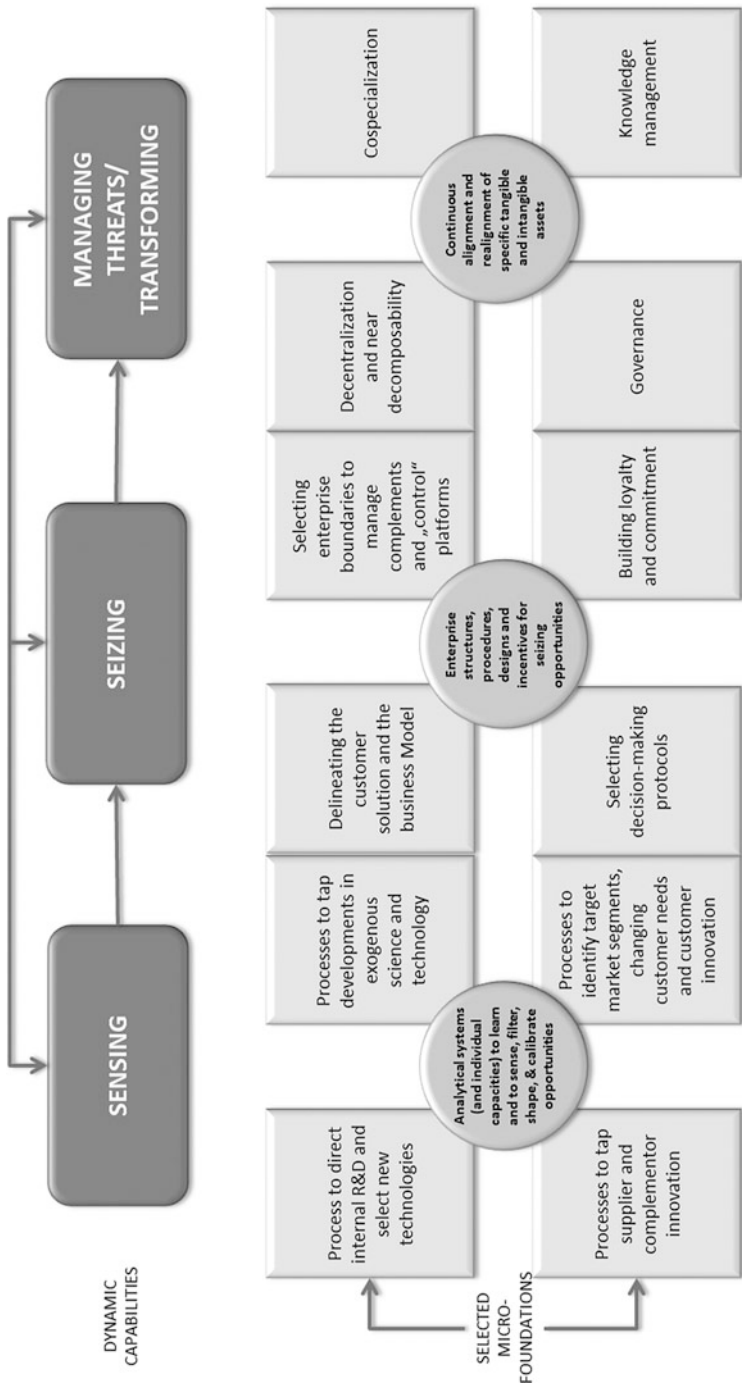 DYNAMIC
CAPABILITIES
SENSING
SEIZING
MANAGING
THREATS/
TRANSFORMING
SELECTED
MICRO-
FOUNDATIONS
Process to direct
internal R&D and
select new
technologies
Processes to tap
developments in
exogenous
science and
technology
Delineating the
customer
solution and the
business Model
Selecting
enterprise
boundaries to
manage
complements
and „control“
platforms
Decentralization
and near
decomposability
Cospecialization
Analytical systems
(and individual
capacities) to learn
and to sense, filter,
shape, & calibrate
opportunities
Enterprise
structures,
procedures,
designs and
incentives for
seizing
opportunities
Continuous
alignment and
realignment of
specific tangible
and intangible
assets
Processes to tap
supplier and
complementor
innovation
Processes to
identify target
market segments,
changing
customer needs
and customer
innovation
Selecting
decision-making
protocols
Building loyalty
and commitment
Governance
Knowledge
management